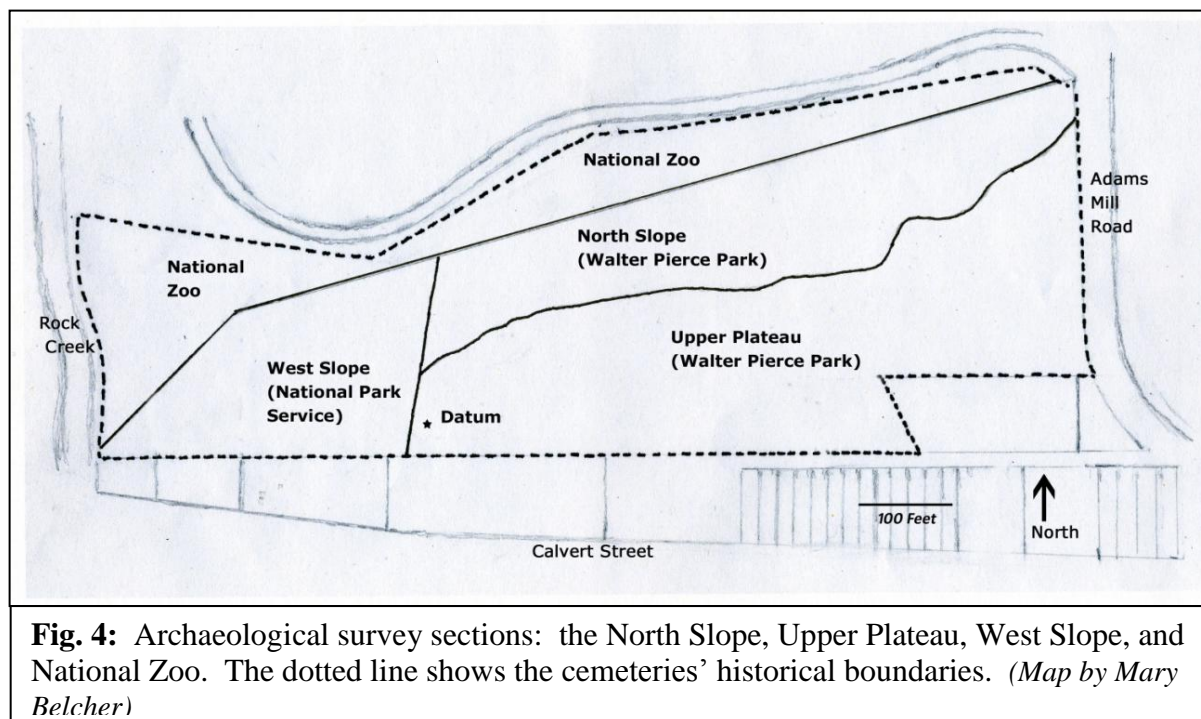 National Zoo
Adams
Mill
Road
North Slope
(Walter Pierce Park)
National
Zoo
Rock
Creek
Upper Plateau
(Walter Pierce Park)
West Slope
(National Park
Service)
Datum
100 Feet
North
Calvert Street
Fig. 4: Archaeological survey sections: the North Slope, Upper Plateau, West Slope, and
National Zoo. The dotted line shows the cemeteries’ historical boundaries. (Map by Mary
Belcher)